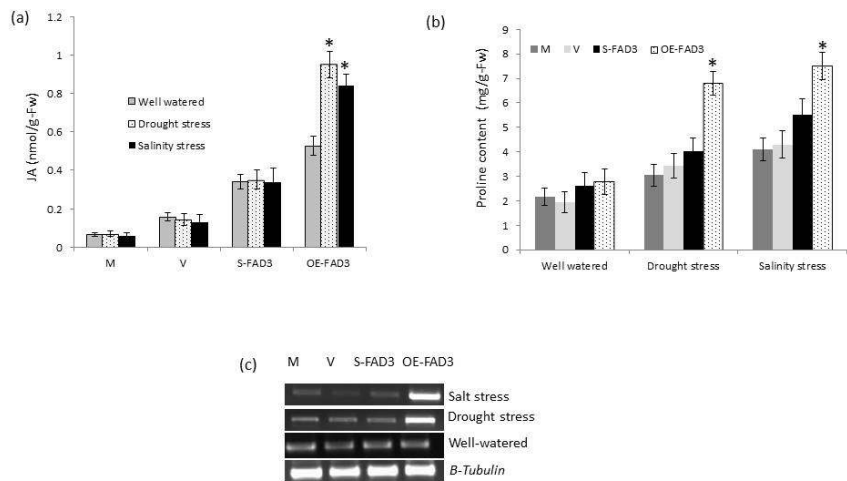 (a)
JA (nmol/g-Fw)
1.2
1
0.8
0.6
0.4
0.2
0
Well watered
Drought stress
Salinity stress
* *
M V S-FAD3 OE-FAD3
(b)
Proline content (mg/g-Fw)
9
8
7
6
5
4
3
2
1
0
M V S-FAD3 OE-FAD3
*
*
Well watered Drought stress Salinity stress
(c)
M V S-FAD3 OE-FAD3
Salt stress
Drought stress
Well-watered
B-Tubulin